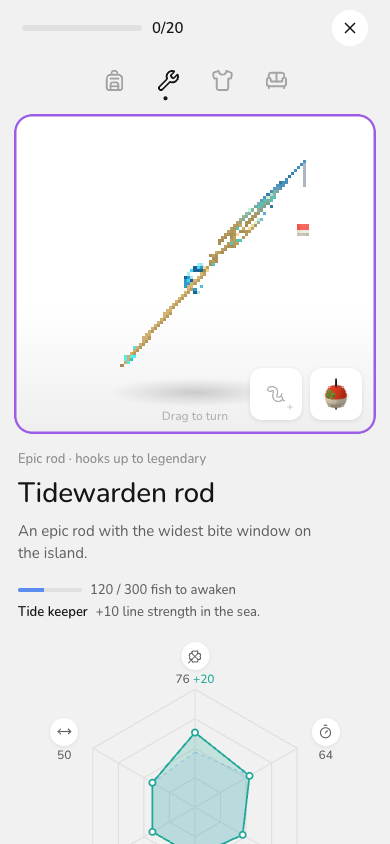 0/20
Drag to turn
Epic rod · hooks up to legendary
Tidewarden rod
An epic rod with the widest bite window on
the island.
120 / 300 fish to awaken
Tide keeper +10 line strength in the sea.
76 +20
50
64